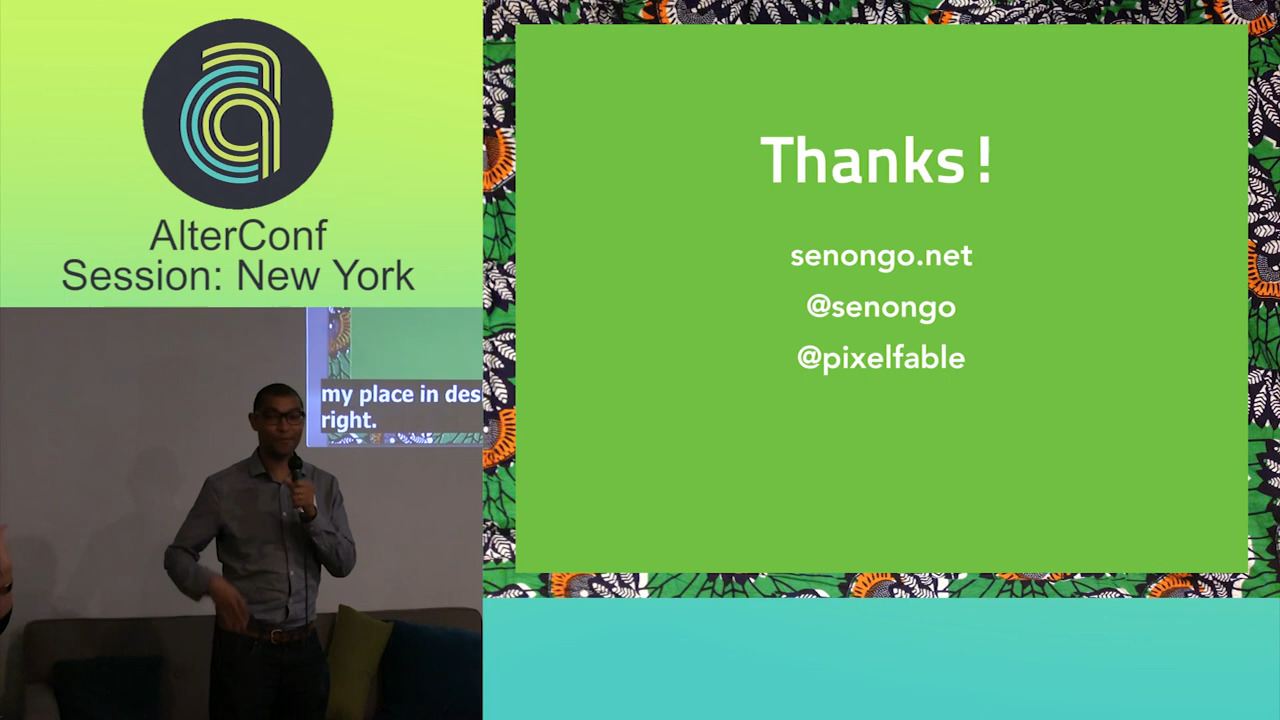 AlterConf
Session: New York
my place in des
right.
Thanks!
senongo.net
@senongo
@pixelfable